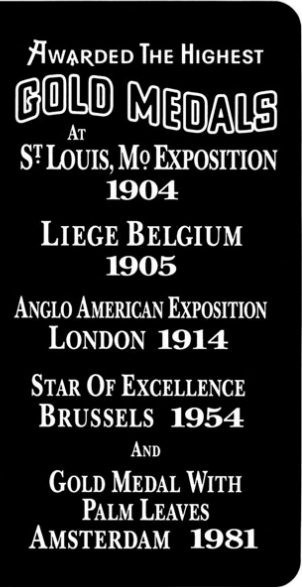 Awarded The Highest
GOLD MEDALS
At
St Louis, Mo Exposition
1904
Liege Belgium
1905
Anglo American Exposition
London 1914
Star Of Excellence
Brussels 1954
And
Gold Medal With
Palm Leaves
Amsterdam 1981